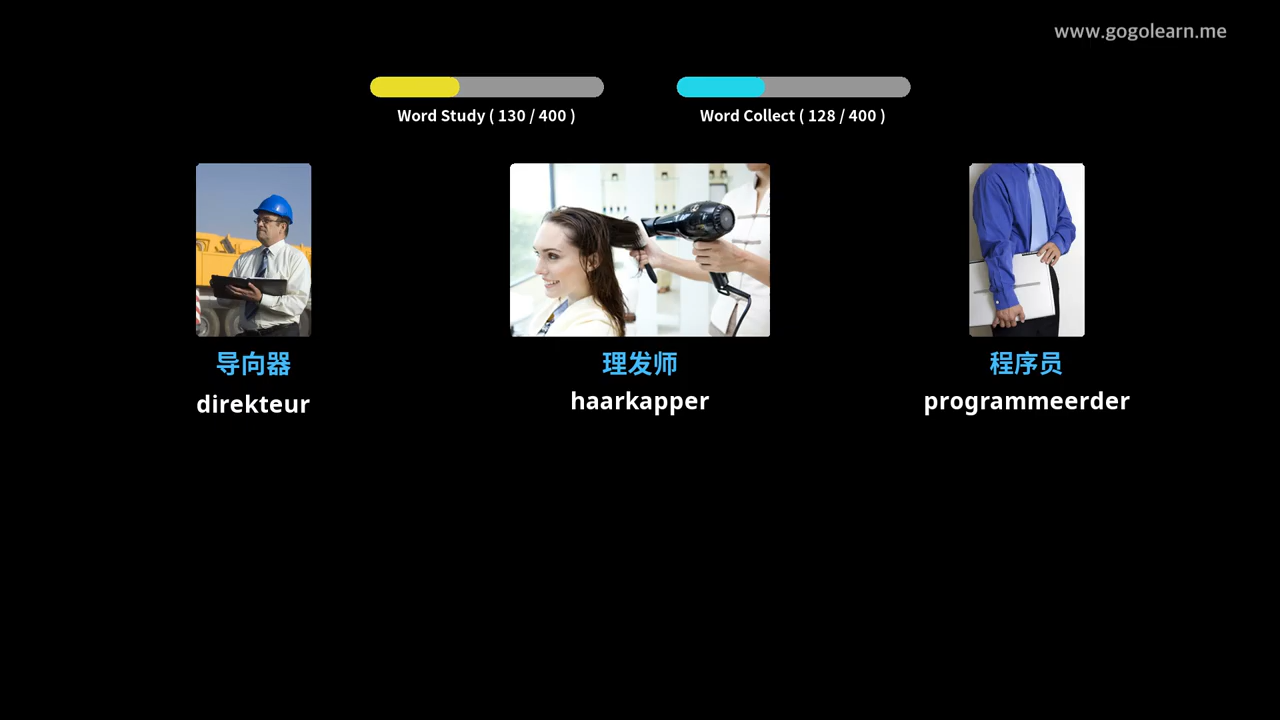 www.gogolearn.me
Word Study ( 130 / 400 )
Word Collect ( 128 / 400 )
导向器
理发师
程序员
direkteur
haarkapper
programmeerder